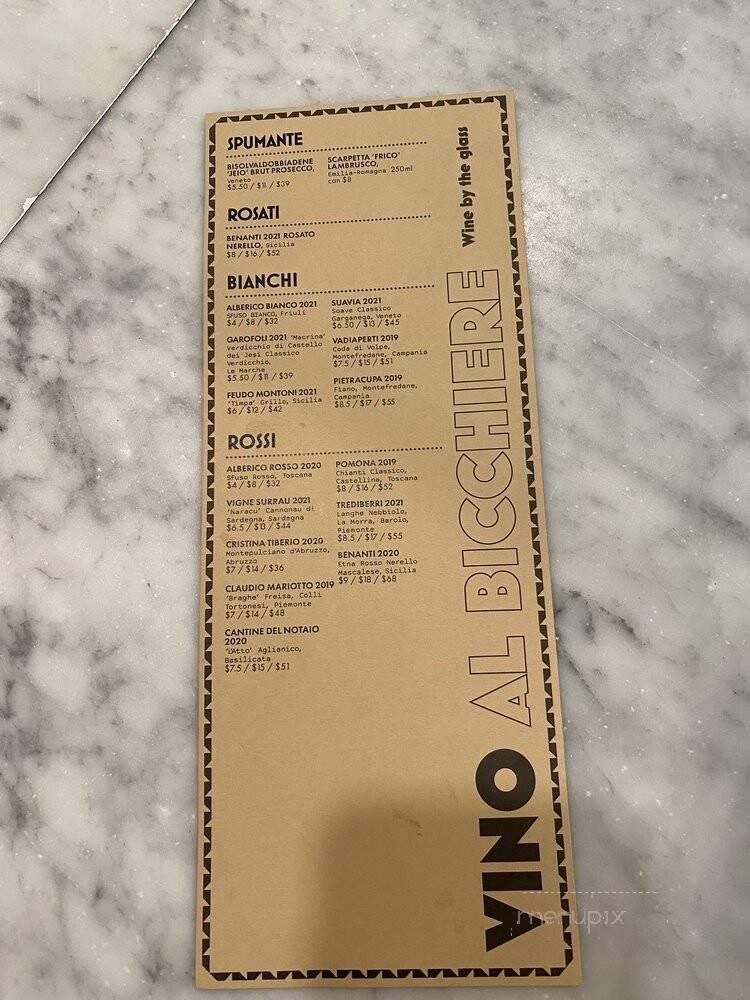 SPUMANTE
BISOLVALDOBBIADENE
'JEIO' BRUT PROSECCO,
Veneto
$5.50 / $11 / $39
SCARPETTA 'FRICO'
LAMBRUSCO,
Emilia-Romagna 250ml
can $8
ROSATI
BENANTI 2021 ROSATO
NERELLO, Sicilia
$8 / $16 / $52
BIANCHI
ALBERICO BIANCO 2021
SFUSO BIANCO, Friuli
$4 / $8 / $32
GAROFOLI 2021 'Macrina'
Verdicchio di Castello
dei Jesi Classico
Verdicchio,
Le Marche
$5.50 / $11 / $39
FEUDO MONTONI 2021
'Timpa' Grillo, Sicilia
$6 / $12 / $42
SUAVIA 2021
Soave Classico
Garganega, Veneto
$6.50 / $13 / $45
VADIAPERTI 2019
Coda di Volpe,
Montefredane, Campania
$7.5 / $15 / $51
PIETRACUPA 2019
Fiano, Montefredane,
Campania
$8.5 / $17 / $55
ROSSI
ALBERICO ROSSO 2020
Sfuso Rosso, Toscana
$4 / $8 / $32
VIGNE SURRAU 2021
'Naracu' Cannonau di
Sardegna, Sardegna
$6.5 / $13 / $44
CRISTINA TIBERIO 2020
Montepulciano d'Abruzzo,
Abruzzo
$7 / $14 / $36
CLAUDIO MARIOTTO 2019
'Braghe' Freisa, Colli
Tortonesi, Piemonte
$7 / $14 / $48
CANTINE DEL NOTAIO
2020
'L'Atto' Aglianico,
Basilicata
$7.5 / $15 / $51
POMONA 2019
Chianti Classico,
Castellina, Toscana
$8 / $16 / $52
TREDIBERRI 2021
Langhe Nebbiolo,
La Morra, Barolo,
Piemonte
$8.5 / $17 / $55
BENANTI 2020
Etna Rosso Nerello
Mascalese, Sicilia
$9 / $18 / $68
Wine by the glass
VINO AL BICCHIERE
menupix